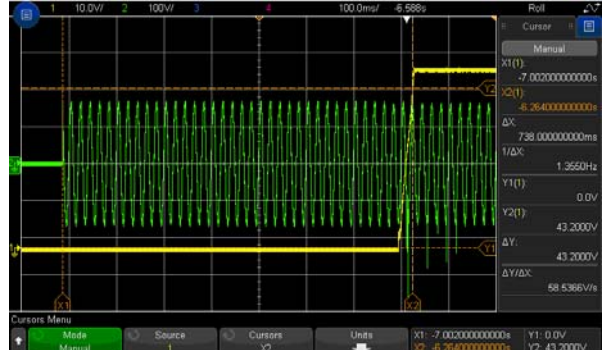 1 10.0V/ 2 100V/ 3 4 100.0ms/ -6.588s Roll
Cursor
Manual
X1(1):
-7.002000000000s
X2(1):
-6.264000000000s
ΔX:
738.000000000ms
1/ΔX:
1.3550Hz
Y1(1):
0.0V
Y2(1):
43.2000V
ΔY:
43.2000V
ΔY/ΔX:
58.5366V/s
Y2
Y1
X1 X2
Cursors Menu
Mode Source Cursors Units X1: -7.002000000000s Y1: 0.0V
Manual 1 X2 X2: -6.264000000000s Y2: 43.2000V